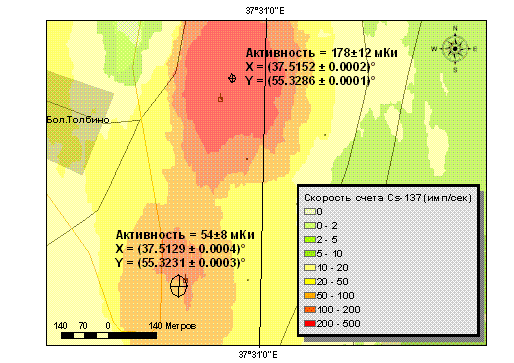 37°31'0" E
Активность = 178±12 мКи
X = (37.5152 ± 0.0002)°
Y = (55.3286 ± 0.0001)°
N
W E
S
Бол.Толбино
Активность = 54±8 мКи
X = (37.5129 ± 0.0004)°
Y = (55.3231 ± 0.0003)°
Скорость счета Cs-137 (имп/сек)
0
0 - 2
2 - 5
5 - 10
10 - 20
20 - 50
50 - 100
100 - 200
200 - 500
140 70 0 140 Метров
37°31'0" E